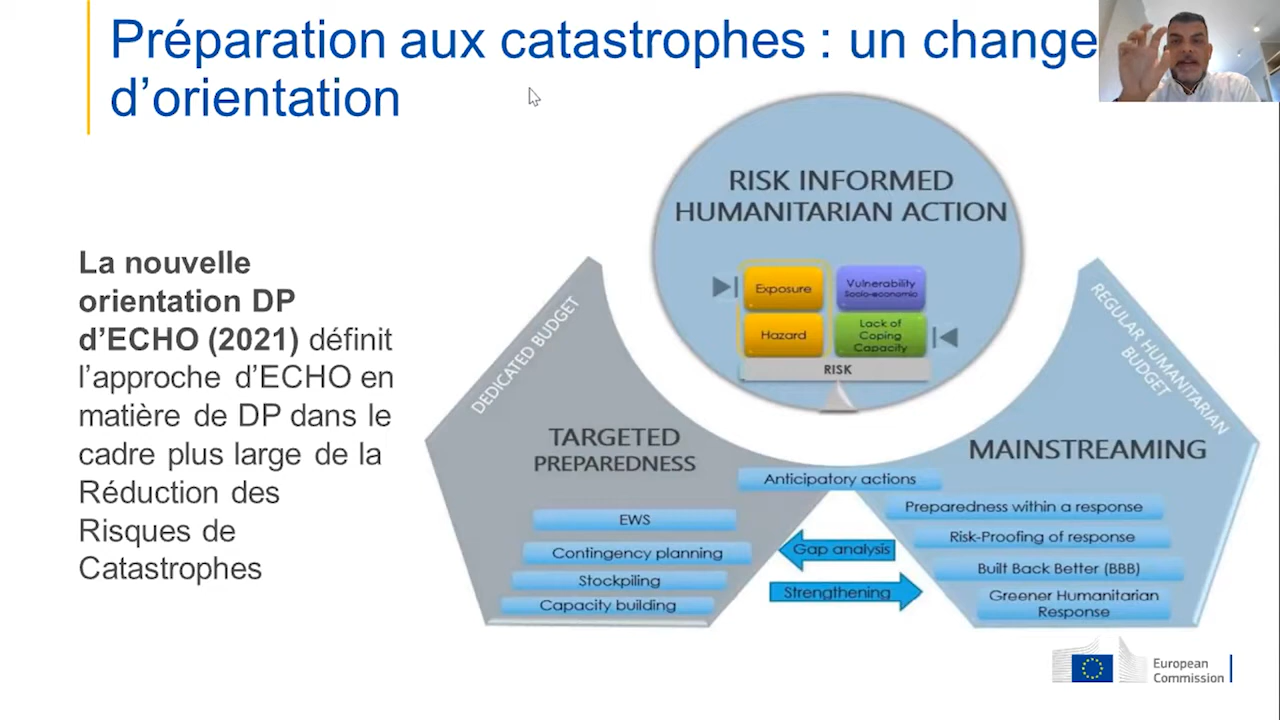 Préparation aux catastrophes : un change
d’orientation
La nouvelle
orientation DP
d’ECHO (2021) définit
l’approche d’ECHO en
matière de DP dans le
cadre plus large de la
Réduction des
Risques de
Catastrophes
RISK INFORMED
HUMANITARIAN ACTION
Exposure
Vulnerability
Socio-economic
Hazard
Lack of
Coping
Capacity
RISK
DEDICATED BUDGET
TARGETED
PREPAREDNESS
EWS
Contingency planning
Stockpiling
Capacity building
Anticipatory actions
Gap analysis
Strengthening
REGULAR HUMANITARIAN
BUDGET
MAINSTREAMING
Preparedness within a response
Risk-Proofing of response
Built Back Better (BBB)
Greener Humanitarian
Response
European
Commission